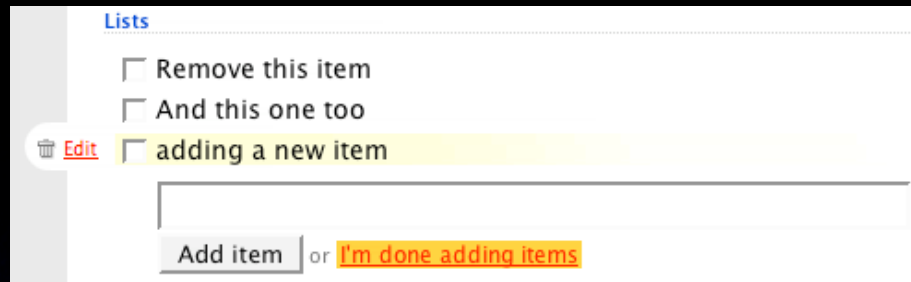 Lists
Remove this item
And this one too
Edit adding a new item
Add item or I'm done adding items